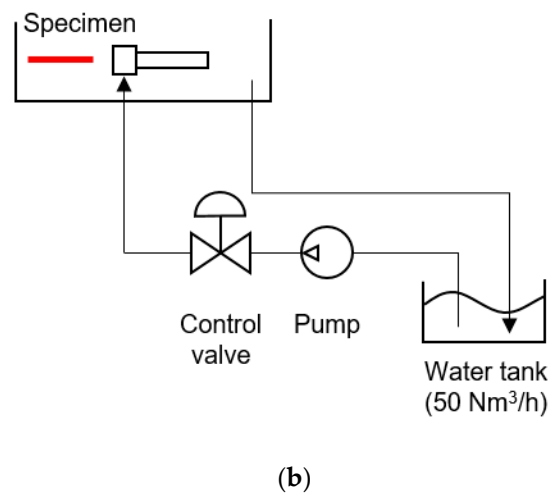 Specimen
Control
valve
Pump
Water tank
(50 Nm³/h)
(b)